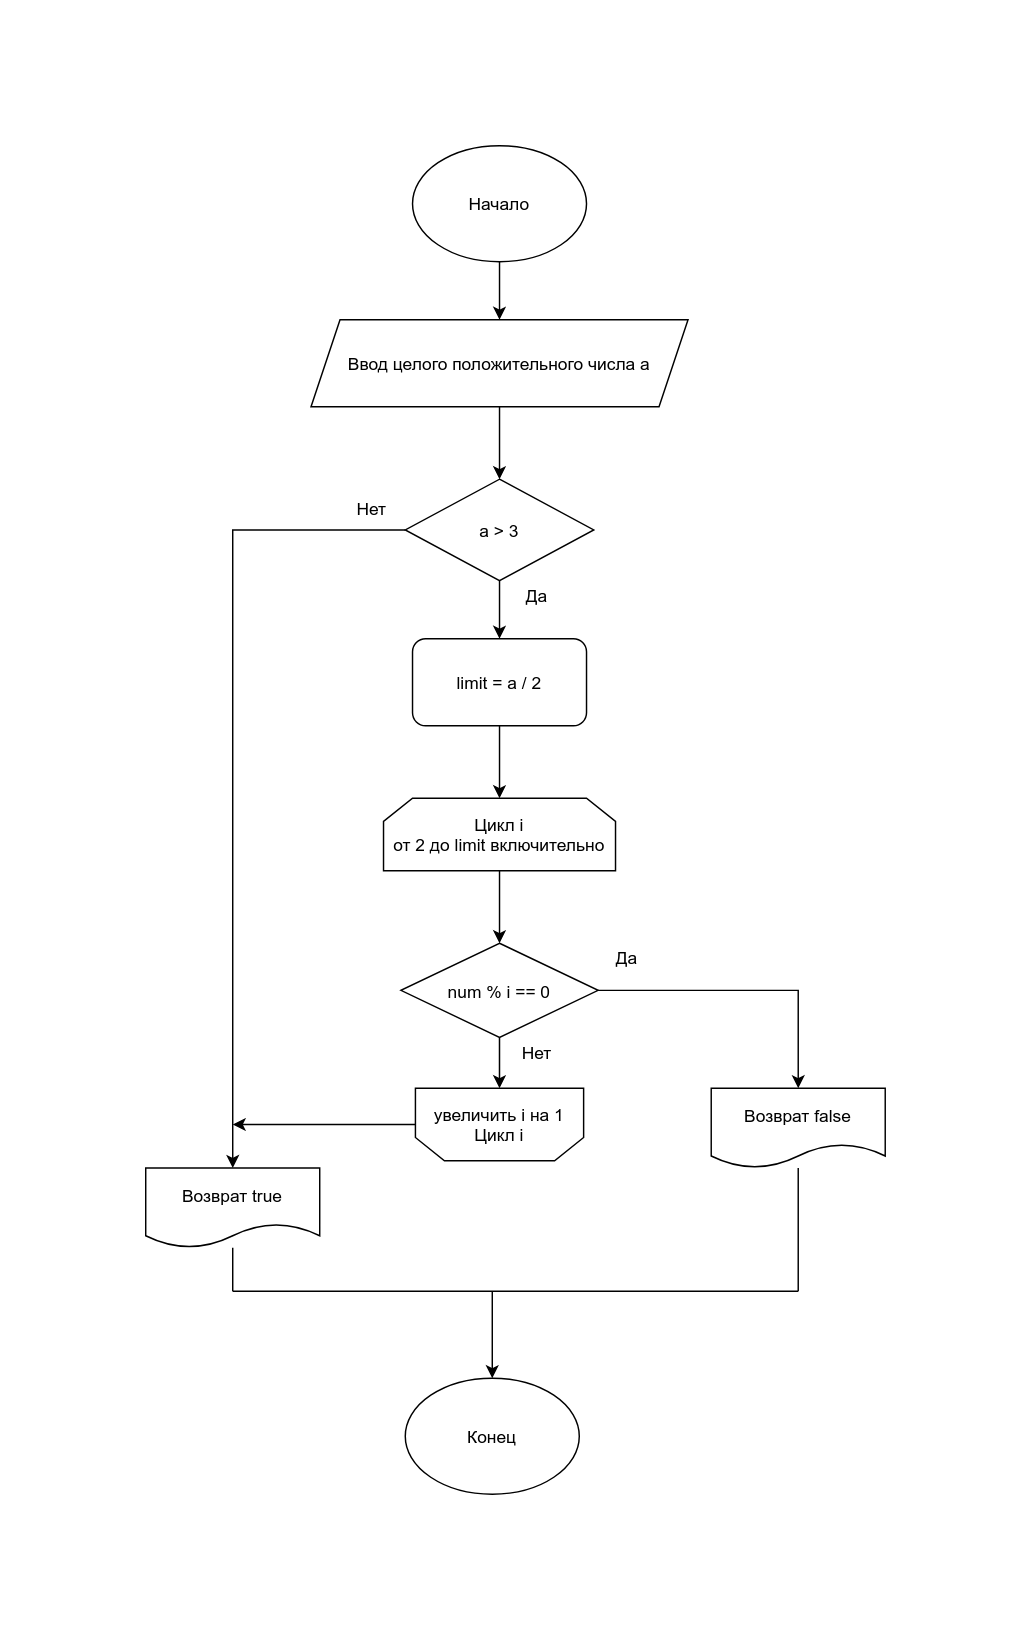 Начало
Ввод целого положительного числа a
a > 3
Нет
Да
limit = a / 2
Цикл i
от 2 до limit включительно
num % i == 0
Да
Нет
увеличить i на 1
Цикл i
Возврат false
Возврат true
Конец